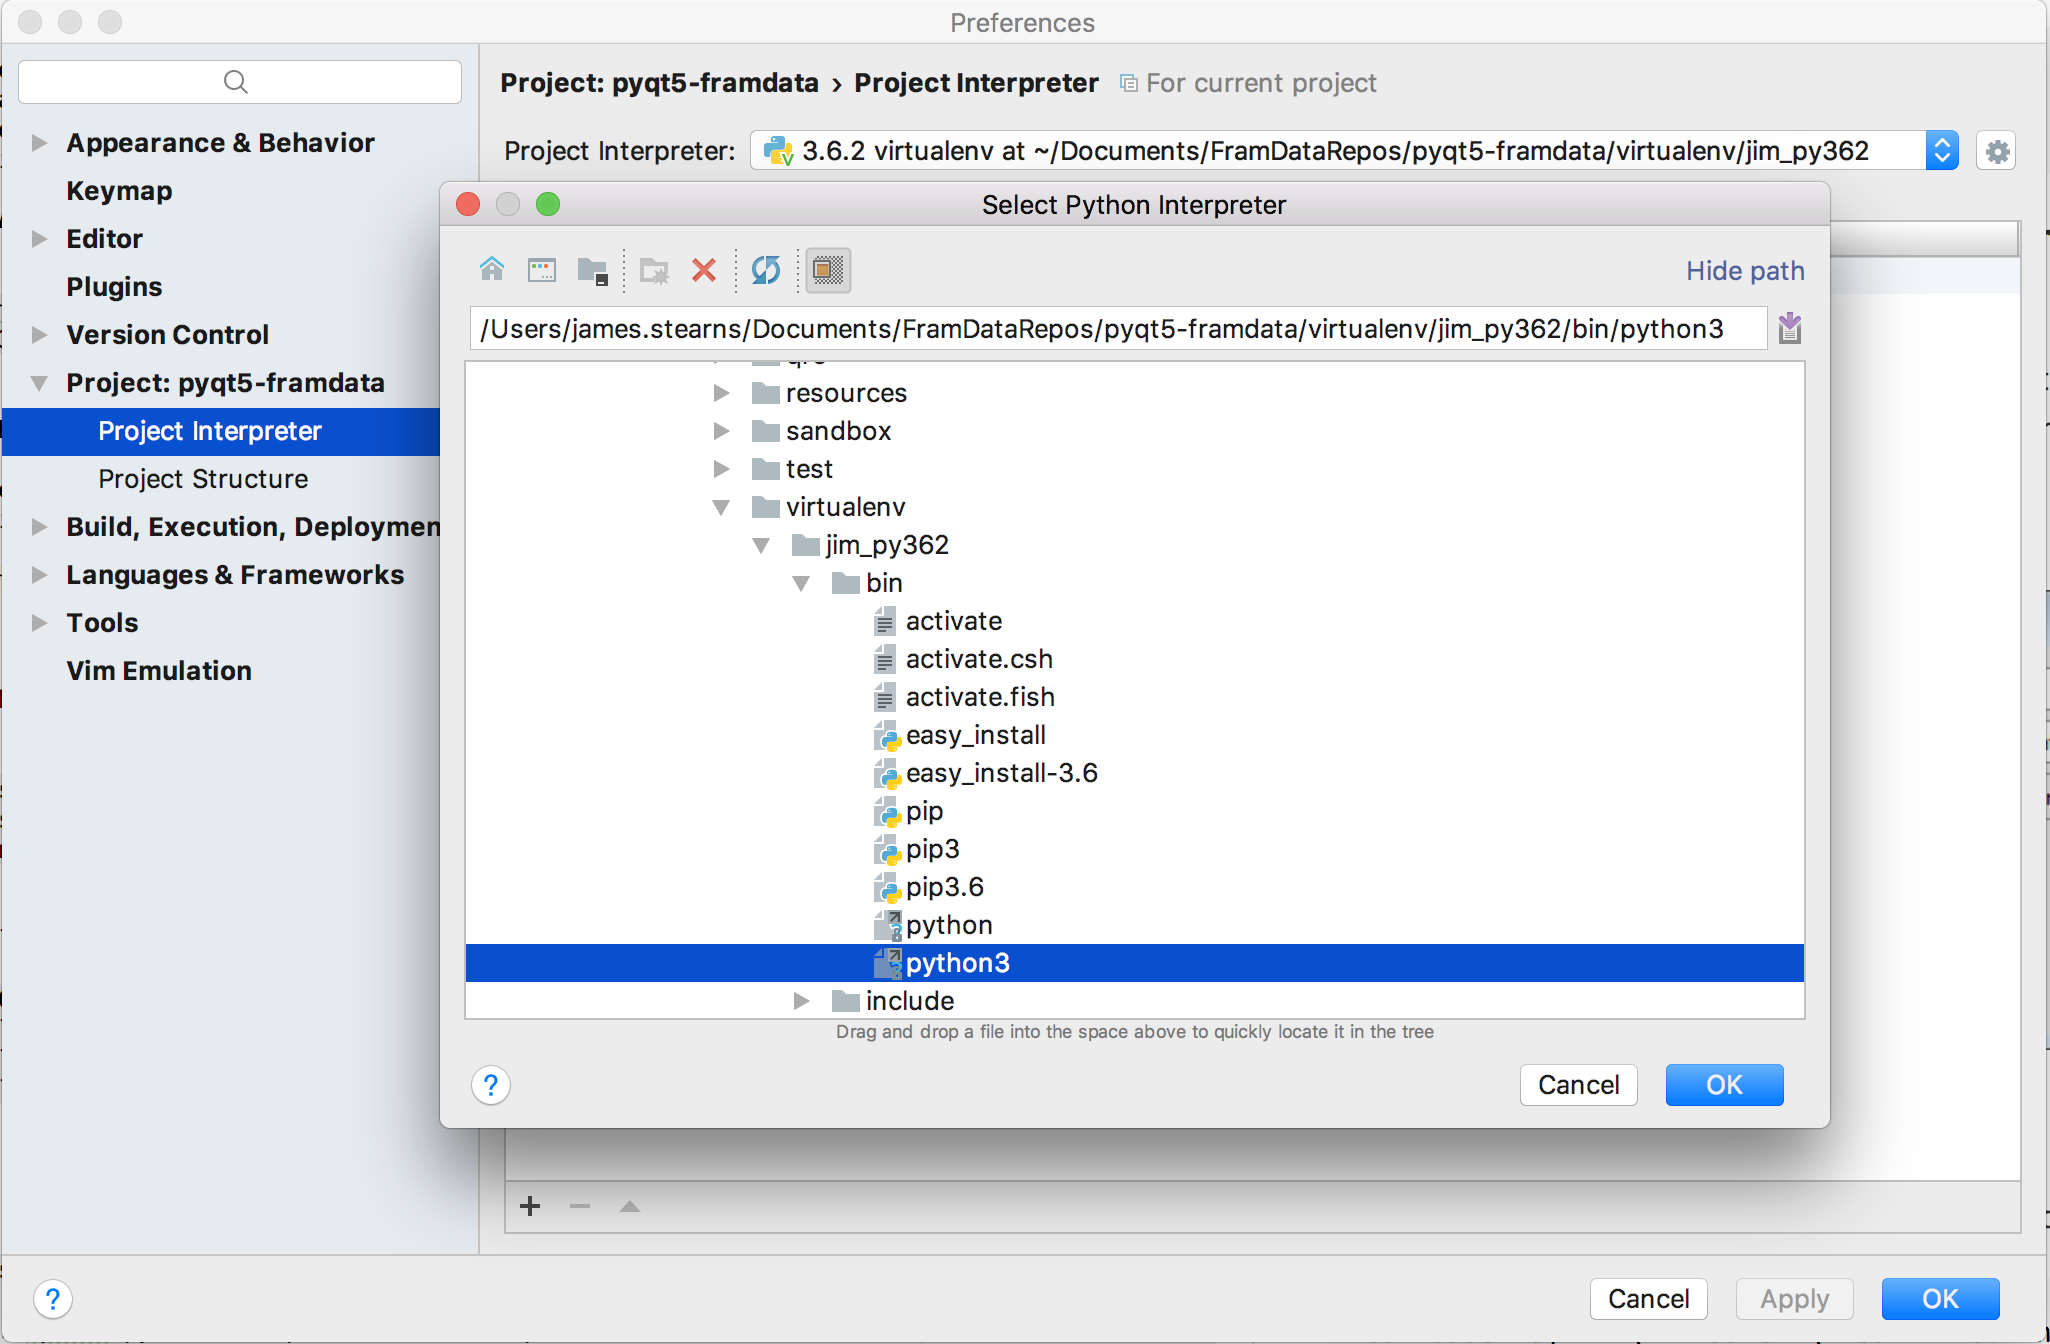 Preferences
Project: pyqt5-framdata › Project Interpreter For current project
Project Interpreter: 3.6.2 virtualenv at ~/Documents/FramDataRepos/pyqt5-framdata/virtualenv/jim_py362
Appearance & Behavior
Keymap
Editor
Plugins
Version Control
Project: pyqt5-framdata
Project Interpreter
Project Structure
Build, Execution, Deploymen
Languages & Frameworks
Tools
Vim Emulation
Select Python Interpreter
Hide path
/Users/james.stearns/Documents/FramDataRepos/pyqt5-framdata/virtualenv/jim_py362/bin/python3
resources
sandbox
test
virtualenv
jim_py362
bin
activate
activate.csh
activate.fish
easy_install
easy_install-3.6
pip
pip3
pip3.6
python
python3
include
Drag and drop a file into the space above to quickly locate it in the tree
?
Cancel
OK
?
Cancel
Apply
OK